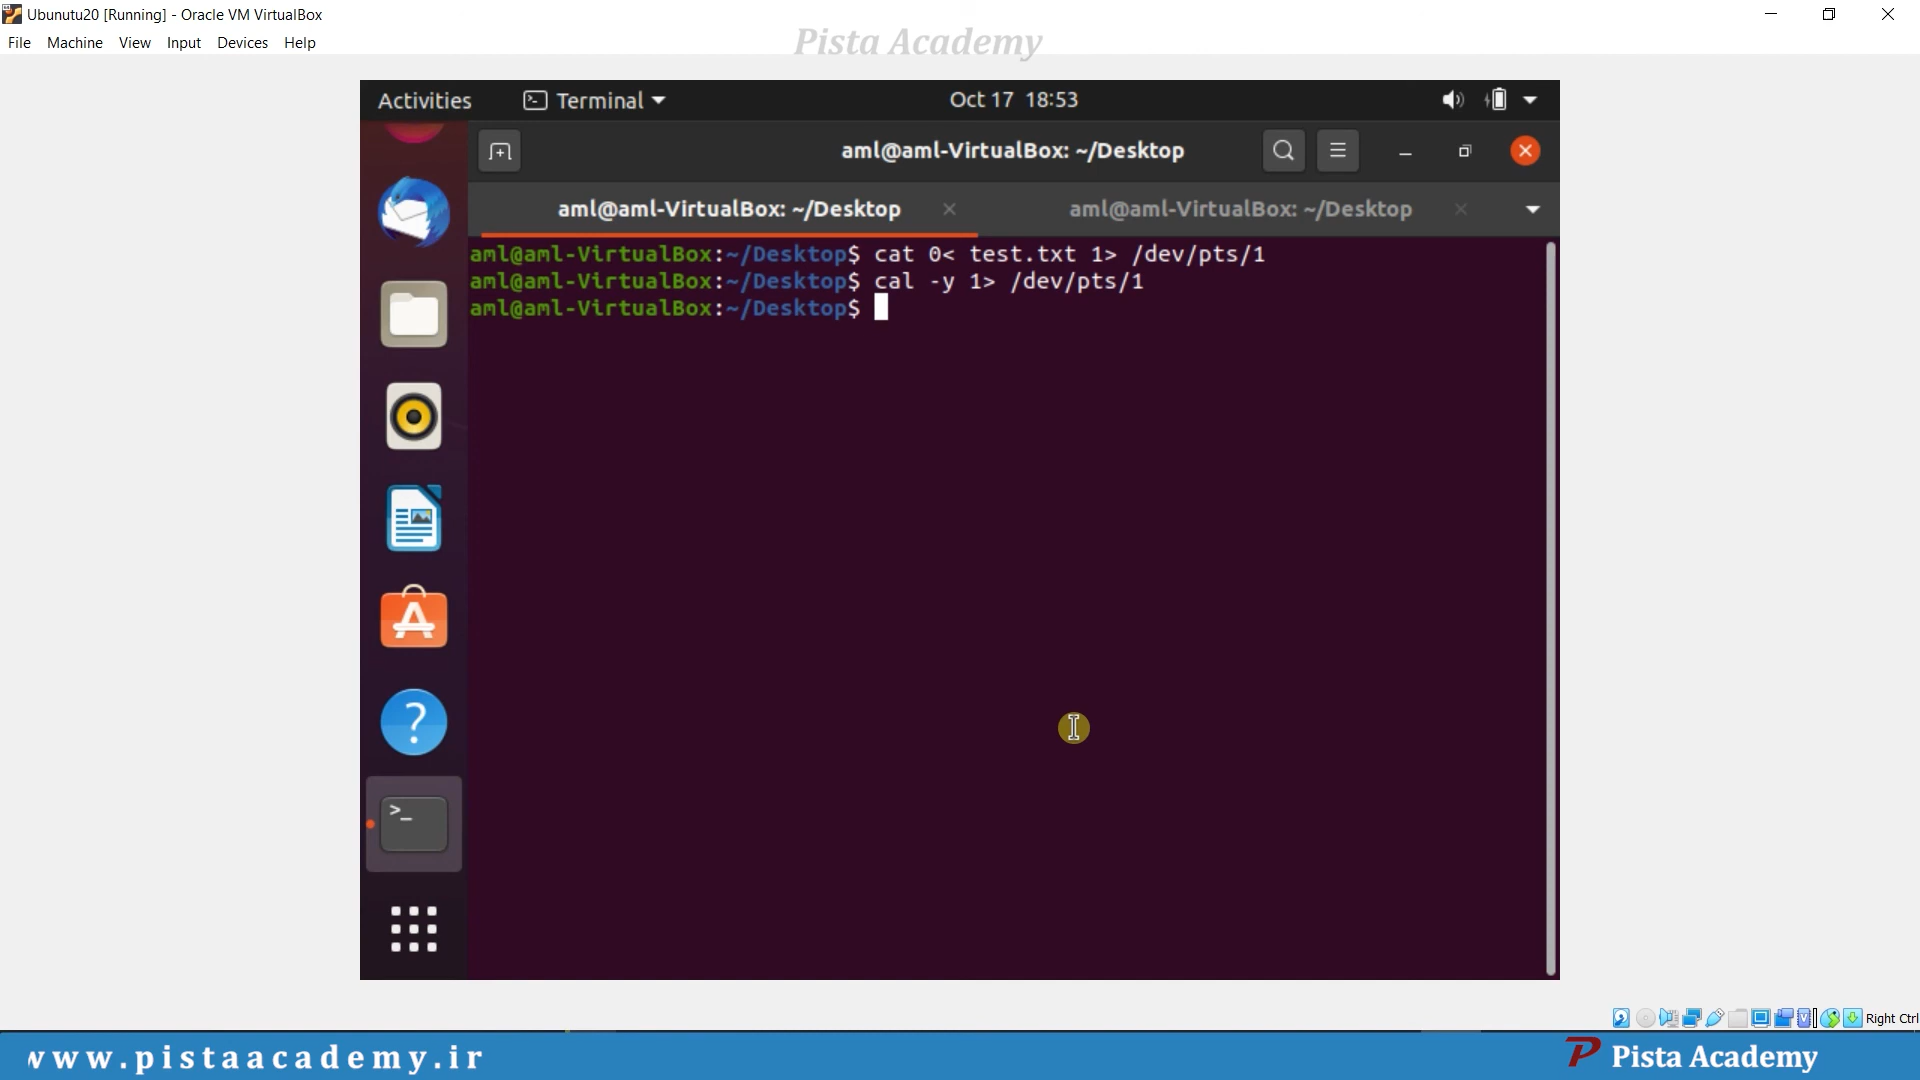 Ubunutu20 [Running] - Oracle VM VirtualBox
File Machine View Input Devices Help
Pista Academy
Activities Terminal Oct 17 18:53
aml@aml-VirtualBox: ~/Desktop
aml@aml-VirtualBox: ~/Desktop aml@aml-VirtualBox: ~/Desktop
aml@aml-VirtualBox:~/Desktop$ cat 0< test.txt 1> /dev/pts/1
aml@aml-VirtualBox:~/Desktop$ cal -y 1> /dev/pts/1
aml@aml-VirtualBox:~/Desktop$
Right Ctrl
www.pistaacademy.ir Pista Academy